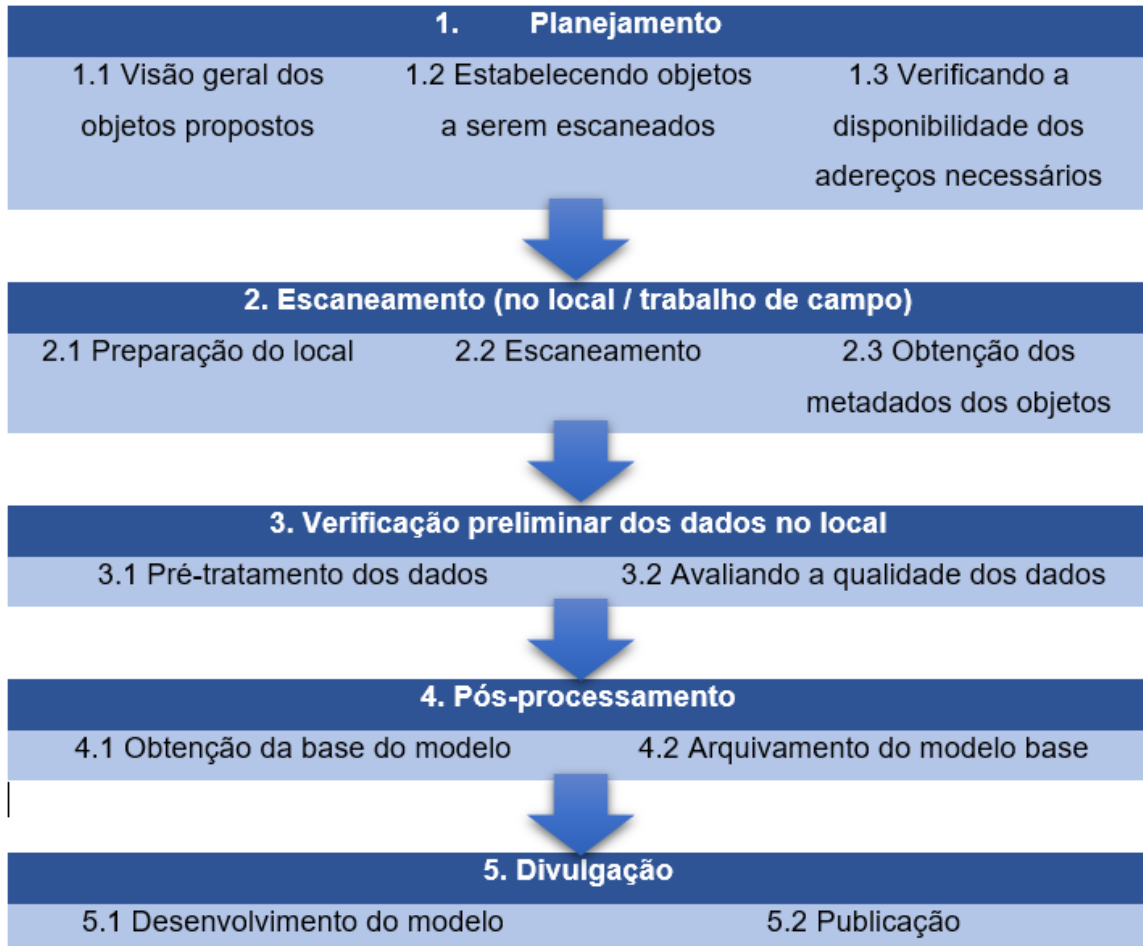 1. Planejamento
1.1 Visão geral dos
objetos propostos
1.2 Estabelecendo objetos
a serem escaneados
1.3 Verificando a
disponibilidade dos
adereços necessários
2. Escaneamento (no local / trabalho de campo)
2.1 Preparação do local
2.2 Escaneamento
2.3 Obtenção dos
metadados dos objetos
3. Verificação preliminar dos dados no local
3.1 Pré-tratamento dos dados
3.2 Avaliando a qualidade dos dados
4. Pós-processamento
4.1 Obtenção da base do modelo
4.2 Arquivamento do modelo base
5. Divulgação
5.1 Desenvolvimento do modelo
5.2 Publicação